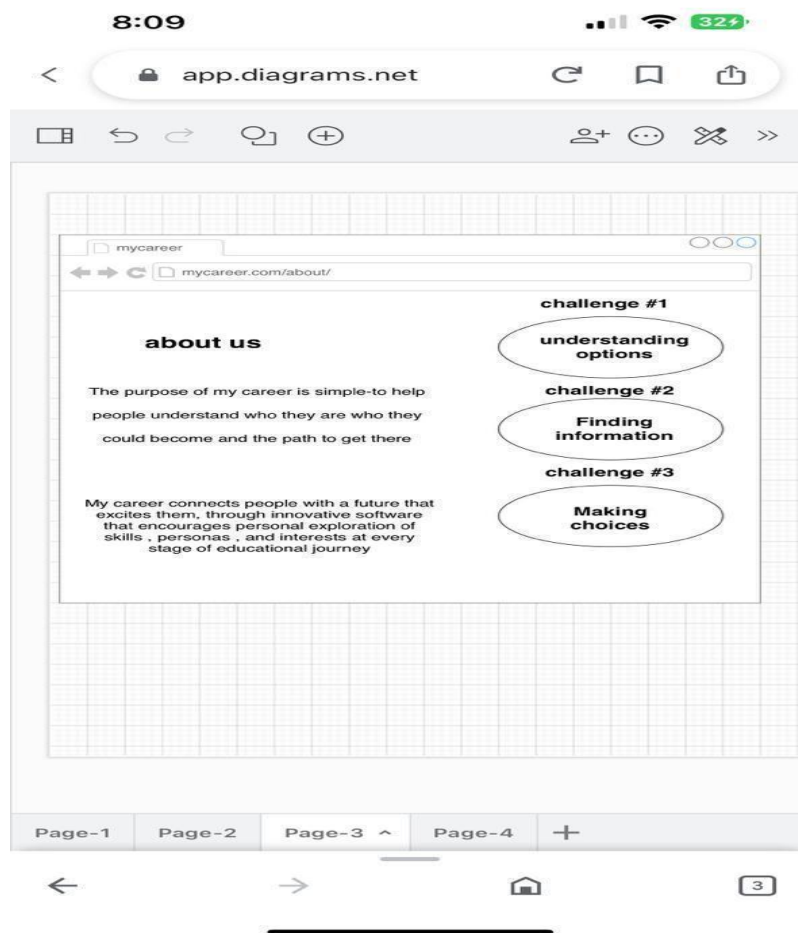 8:09
32
app.diagrams.net
mycareer
mycareer.com/about/
about us
The purpose of my career is simple-to help
people understand who they are who they
could become and the path to get there
My career connects people with a future that
excites them, through innovative software
that encourages personal exploration of
skills , personas , and interests at every
stage of educational journey
challenge #1
understanding
options
challenge #2
Finding
information
challenge #3
Making
choices
Page-1 Page-2 Page-3 Page-4
3